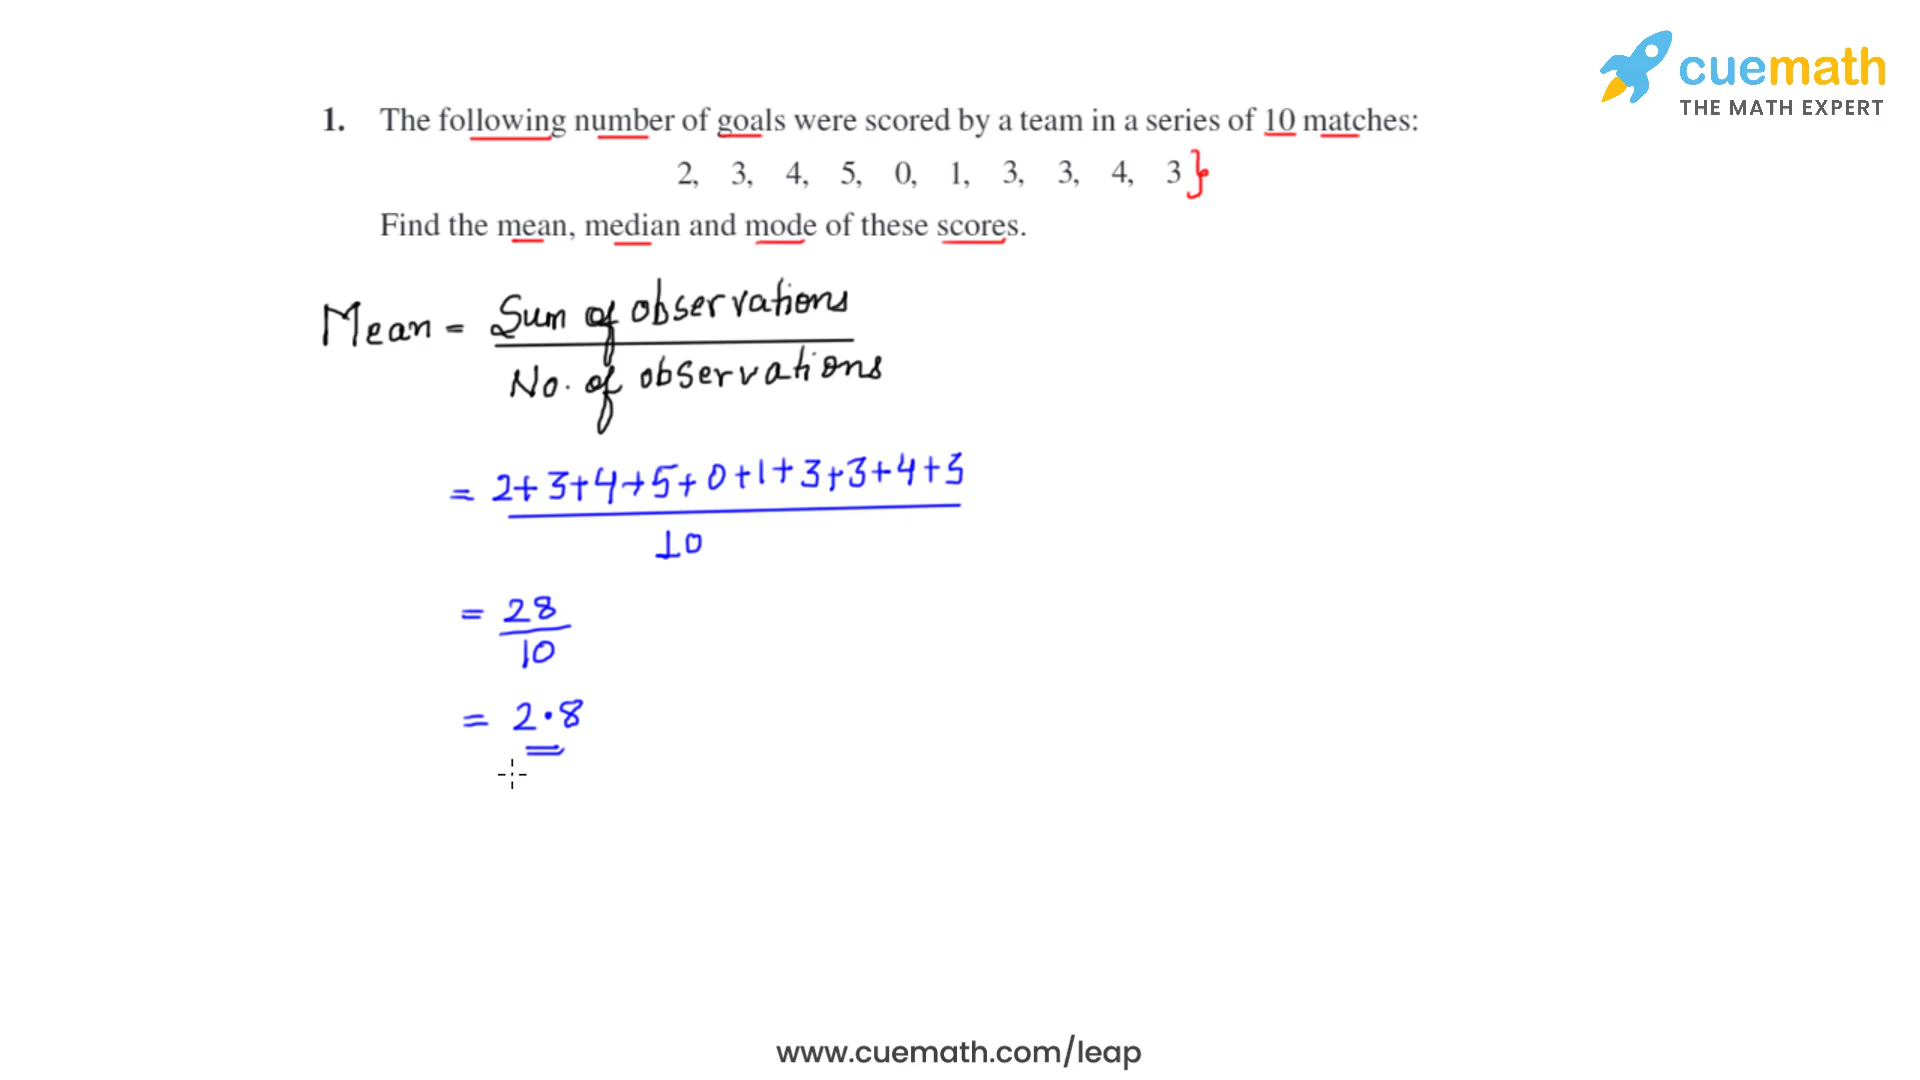 cuemath
THE MATH EXPERT
1. The following number of goals were scored by a team in a series of 10 matches:
2, 3, 4, 5, 0, 1, 3, 3, 4, 3}
Find the mean, median and mode of these scores.
Mean = Sum of observations
No. of observations
= 2+3+4+5+0+1+3+3+4+3
10
= 28
10
= 2.8
www.cuemath.com/leap